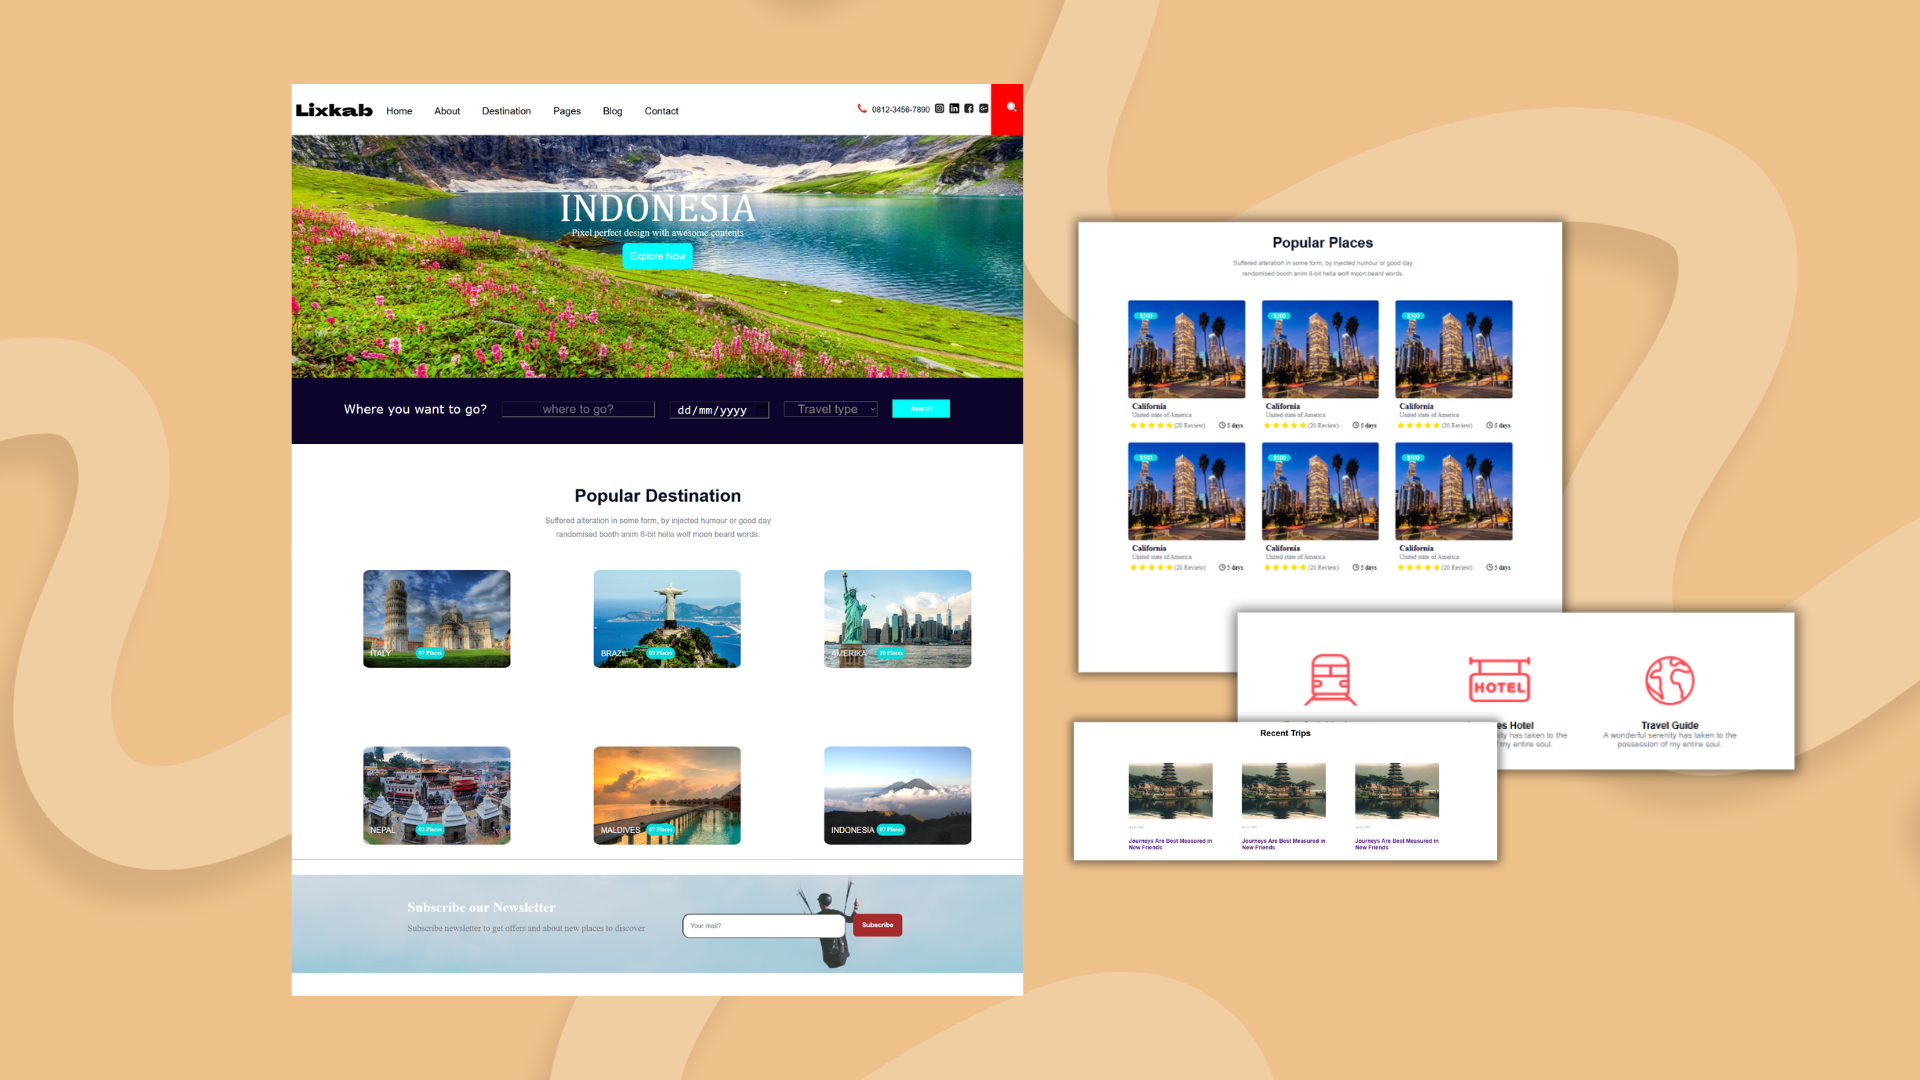 Lixkab
Home About Destination Pages Blog Contact
0812-3456-7890
INDONESIA
Pixel perfect design with awesome contents
Explore Now
Where you want to go? where to go? dd/mm/yyyy Travel type Search
Popular Destination
Suffered alteration in some form, by injected humour or good day
randomised booth anim 8-bit hella wolf moon beard words.
ITALY 07 Places
BRAZIL 03 Places
AMERIKA 10 Places
NEPAL 02 Places
MALDIVES 07 Places
INDONESIA 07 Places
Subscribe our Newsletter
Subscribe newsletter to get offers and about new places to discover
Your mail?
Subscribe
Popular Places
Suffered alteration in some form, by injected humour or good day
randomised booth anim 8-bit hella wolf moon beard words.
$500 $500 $500
California California California
United state of America United state of America United state of America
(20 Review) 5 days (20 Review) 5 days (20 Review) 5 days
$500 $500 $500
California California California
United state of America United state of America United state of America
(20 Review) 5 days (20 Review) 5 days (20 Review) 5 days
HOTEL
es Hotel
ity has taken to the
my entire soul.
Travel Guide
A wonderful serenity has taken to the
possession of my entire soul.
Recent Trips
Journeys Are Best Measured in
New Friends
Journeys Are Best Measured in
New Friends
Journeys Are Best Measured in
New Friends